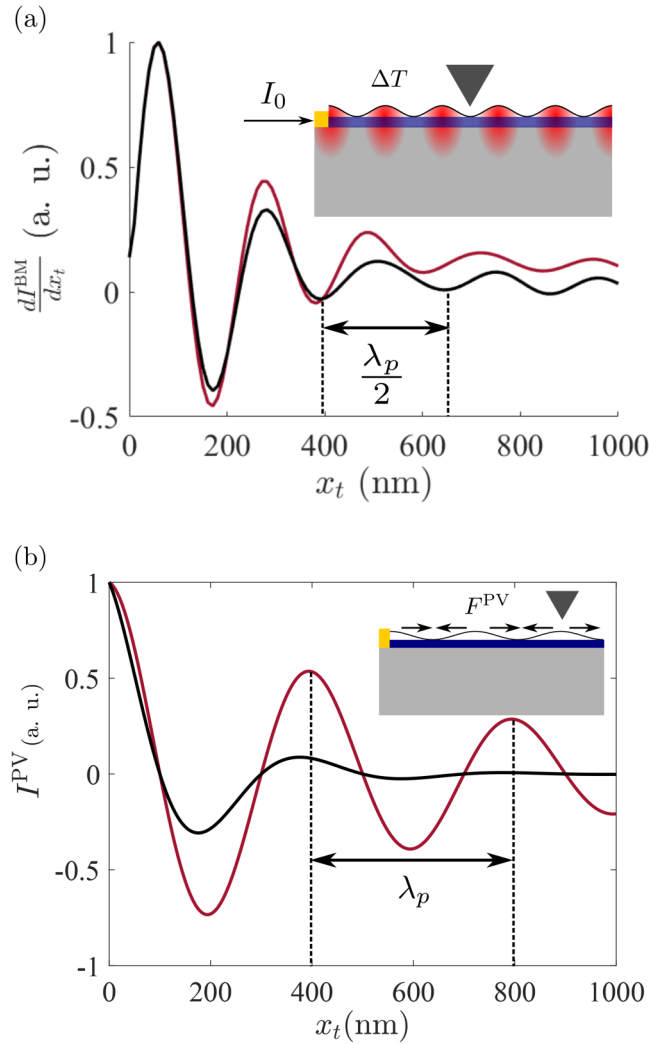 (a)
1
0.5
0
-0.5
dI^BM/dx_t (a. u.)
I_0
ΔT
λ_p/2
0 200 400 600 800 1000
x_t (nm)
(b)
1
0.5
0
-0.5
-1
I^PV (a. u.)
F^PV
λ_p
0 200 400 600 800 1000
x_t(nm)